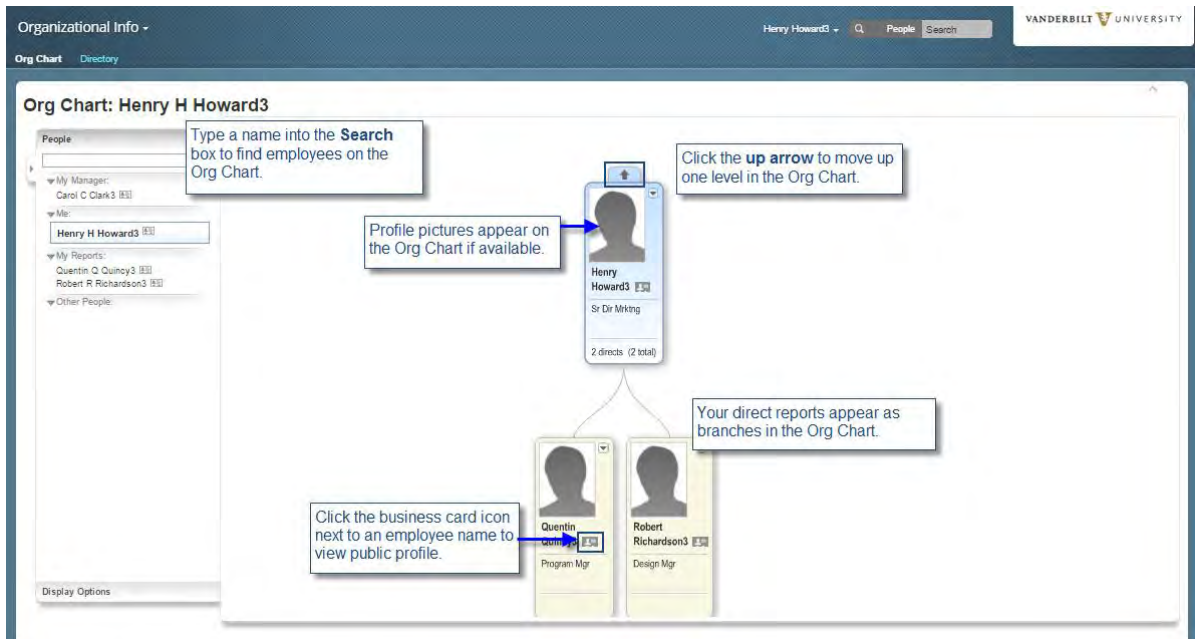 Organizational Info
Henry Howard3
People
Search
VANDERBILT UNIVERSITY
Org Chart Directory
Org Chart: Henry H Howard3
People
My Manager:
Carol C Clark3
Me:
Henry H Howard3
My Reports:
Quentin Q Quincy3
Robert R Richardson3
Other People:
Display Options
Type a name into the Search
box to find employees on the
Org Chart.
Click the up arrow to move up
one level in the Org Chart.
Profile pictures appear on
the Org Chart if available.
Henry
Howard3
Sr Dir Mrktng
2 directs (2 total)
Your direct reports appear as
branches in the Org Chart.
Click the business card icon
next to an employee name to
view public profile.
Quentin
Quincy3
Program Mgr
Robert
Richardson3
Design Mgr